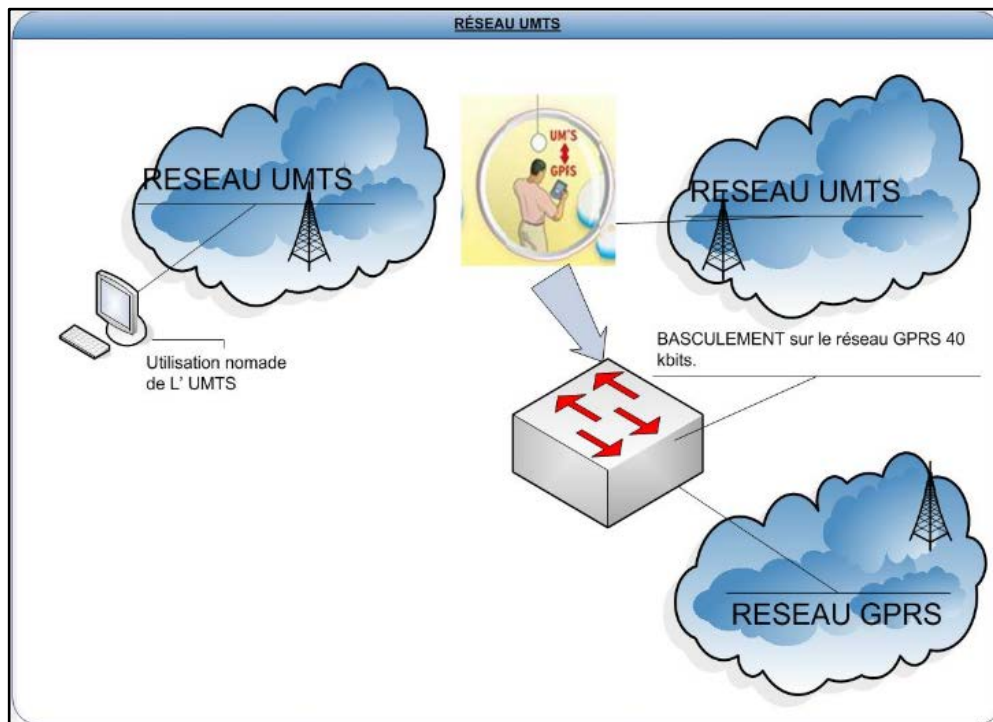 RÉSEAU UMTS
RESEAU UMTS
UMTS
GPRS
RESEAU UMTS
Utilisation nomade
de L' UMTS
BASCULEMENT sur le réseau GPRS 40
kbits.
RESEAU GPRS